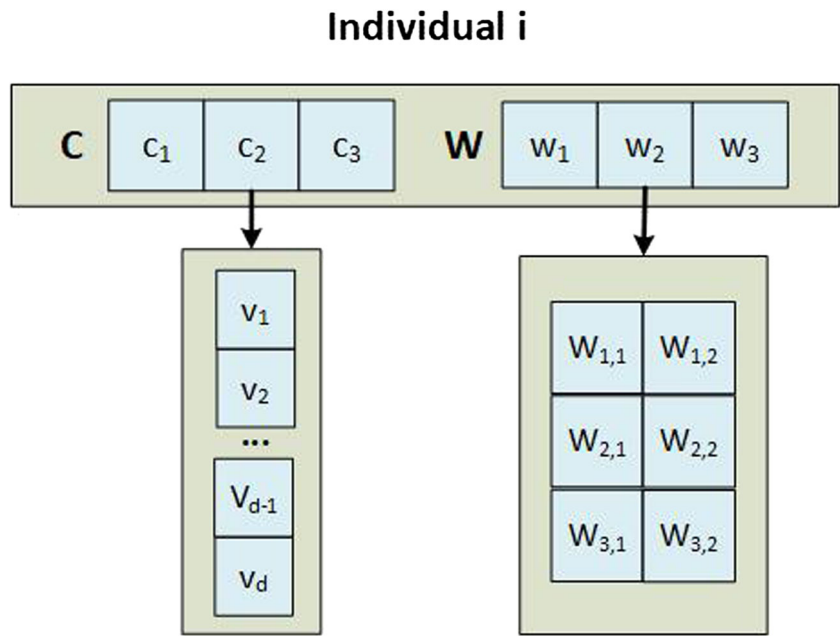 Individual i
C c1 c2 c3 W w1 w2 w3
v1
v2
...
Vd-1
vd
W1,1 W1,2
W2,1 W2,2
W3,1 W3,2